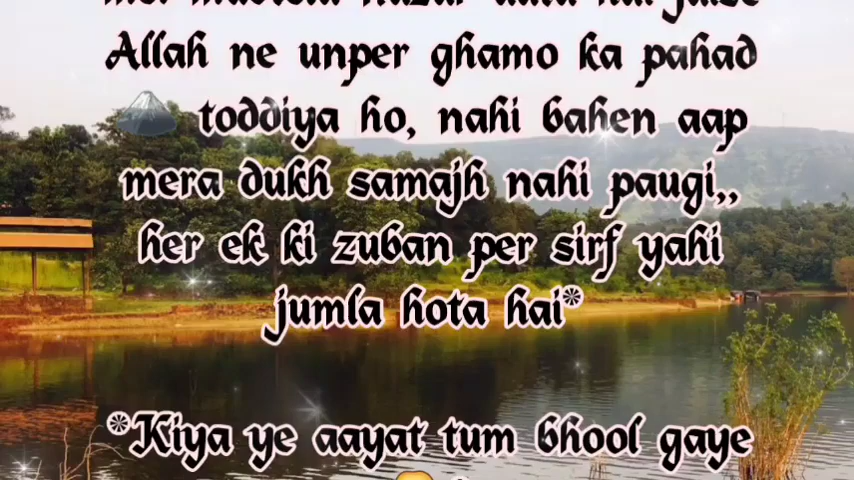 Allah ne unper ghamo ka pahad
toddiya ho, nahi bahen aap
mera dukh samajh nahi paugi,,
her ek ki zuban per sirf yahi
jumla hota hai*
*Kiya ye aayat tum bhool gaye